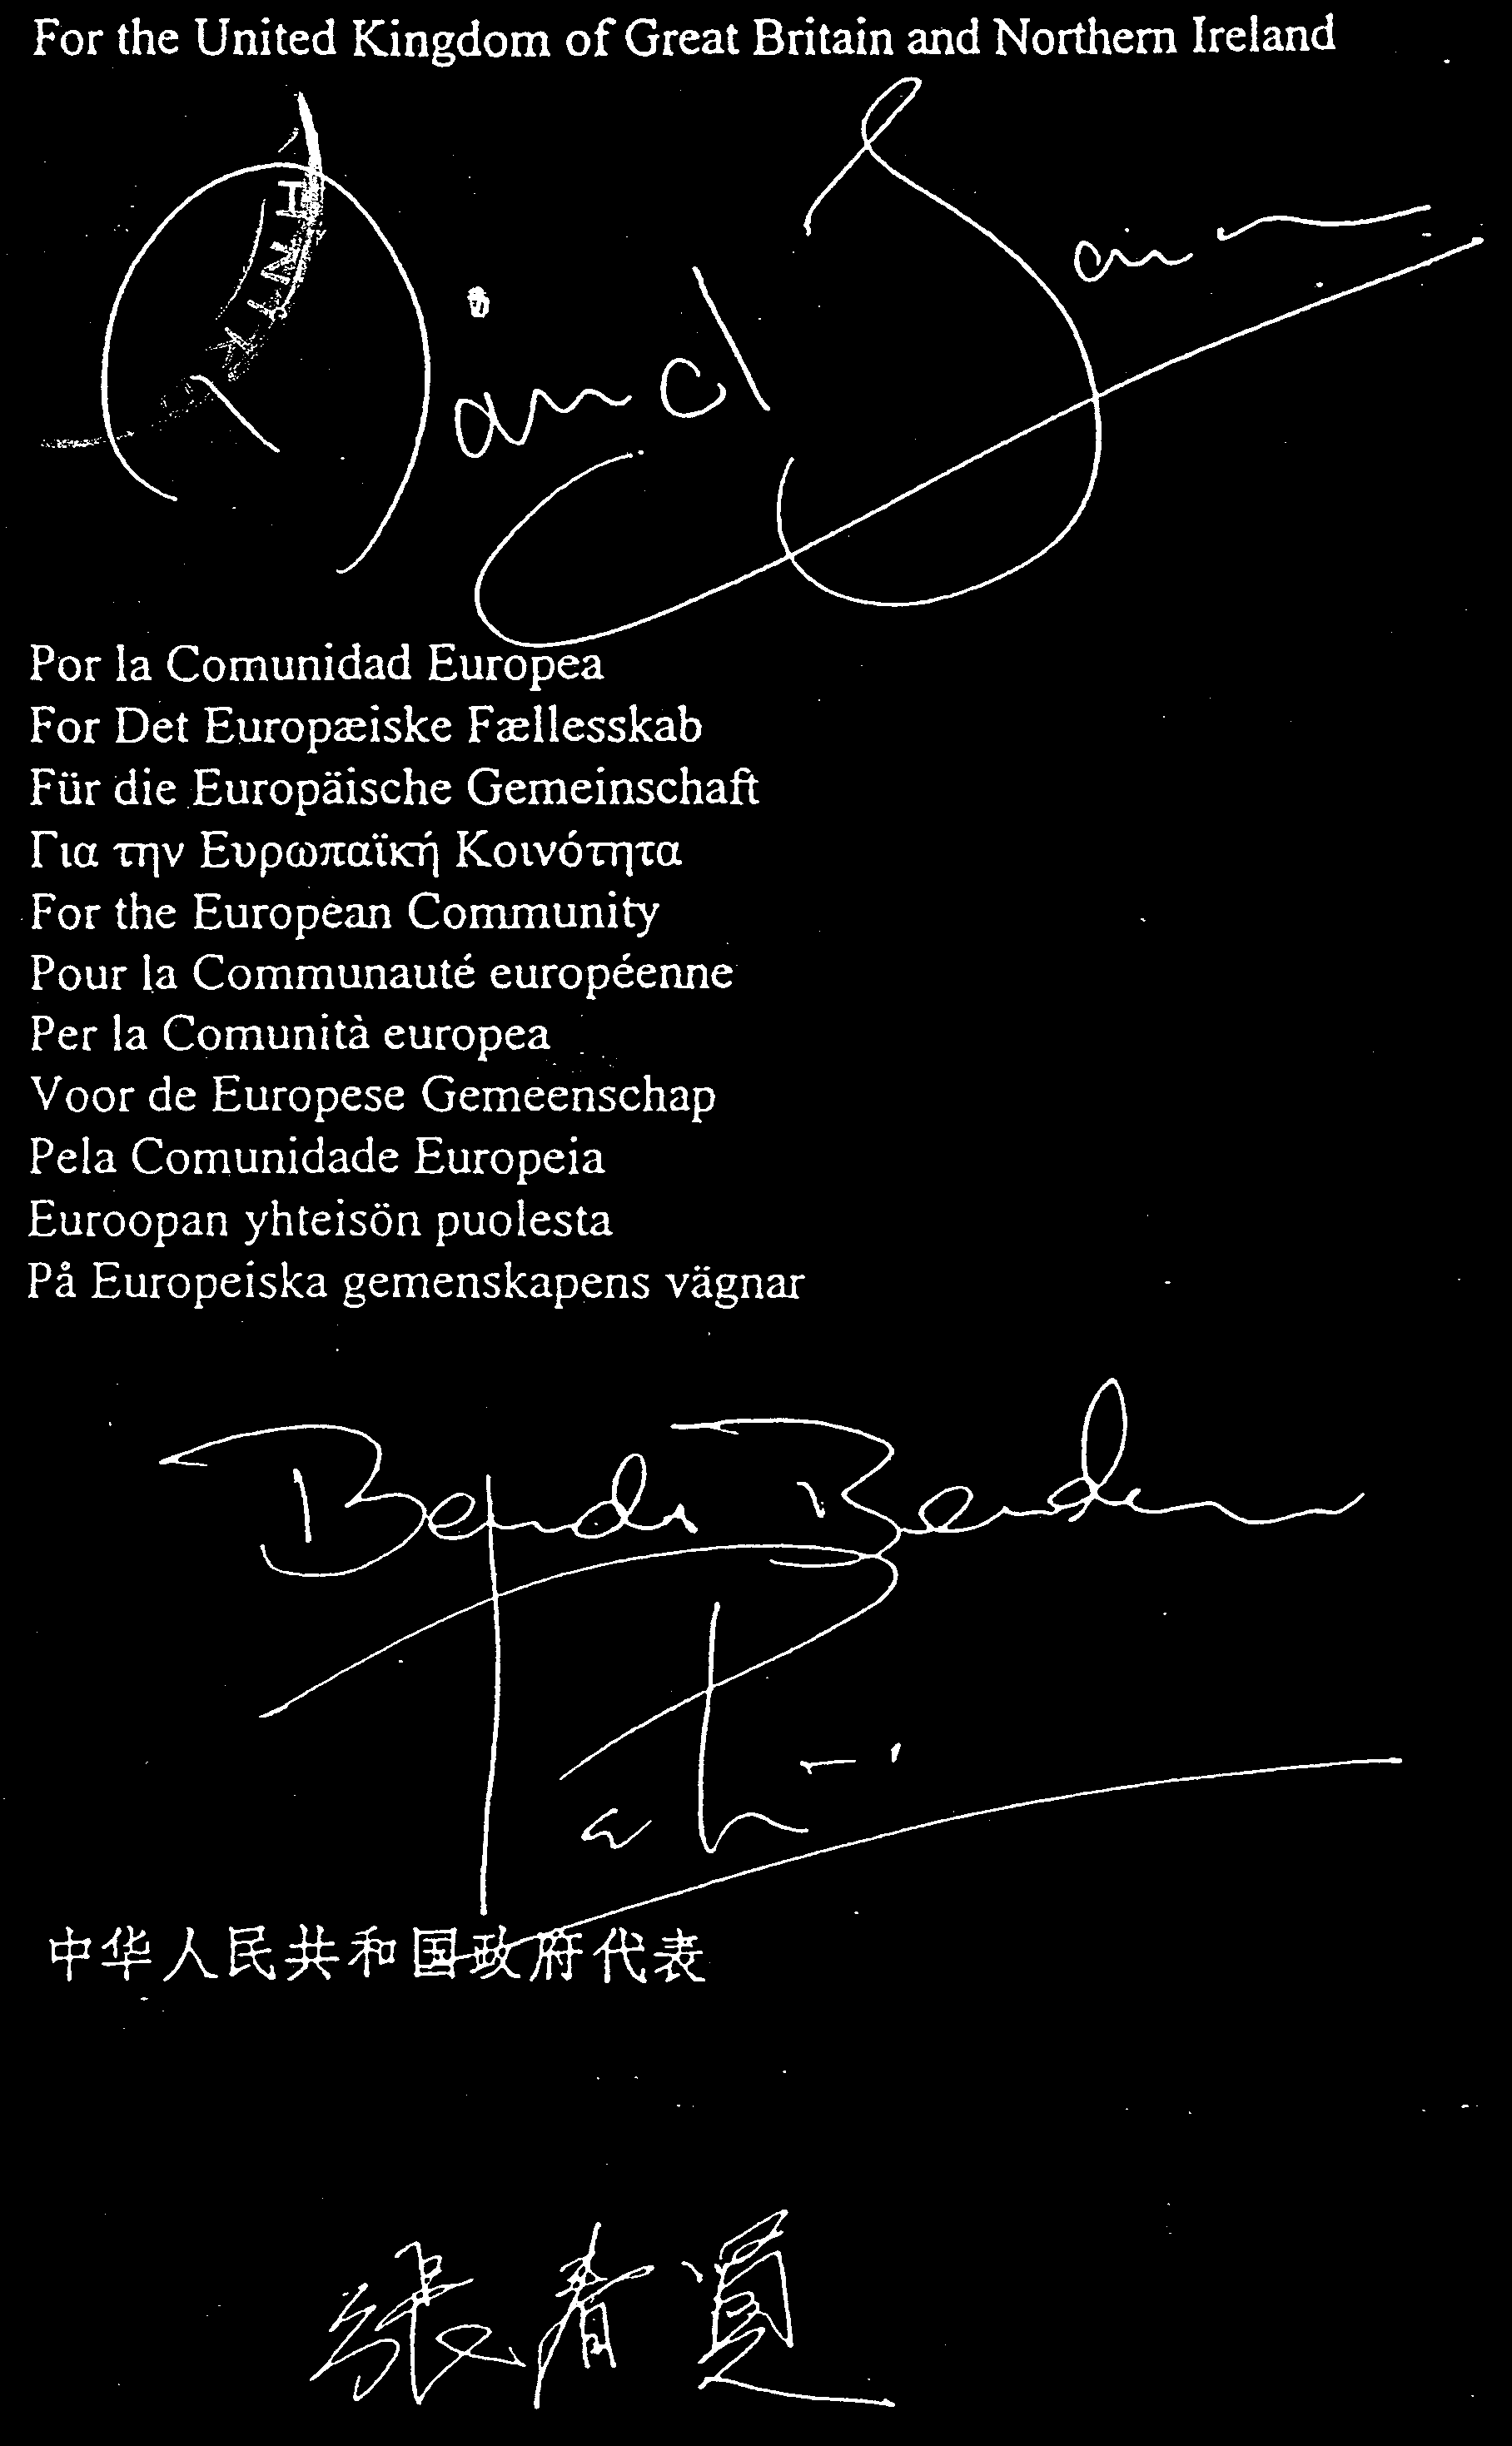 For the United Kingdom of Great Britain and Northern Ireland
Por la Comunidad Europea
For Det Europæiske Fællesskab
Für die Europäische Gemeinschaft
Για την Ευρωπαϊκή Κοινότητα
For the European Community
Pour la Communauté européenne
Per la Comunità europea
Voor de Europese Gemeenschap
Pela Comunidade Europeia
Euroopan yhteisön puolesta
På Europeiska gemenskapens vägnar
中华人民共和国政府代表